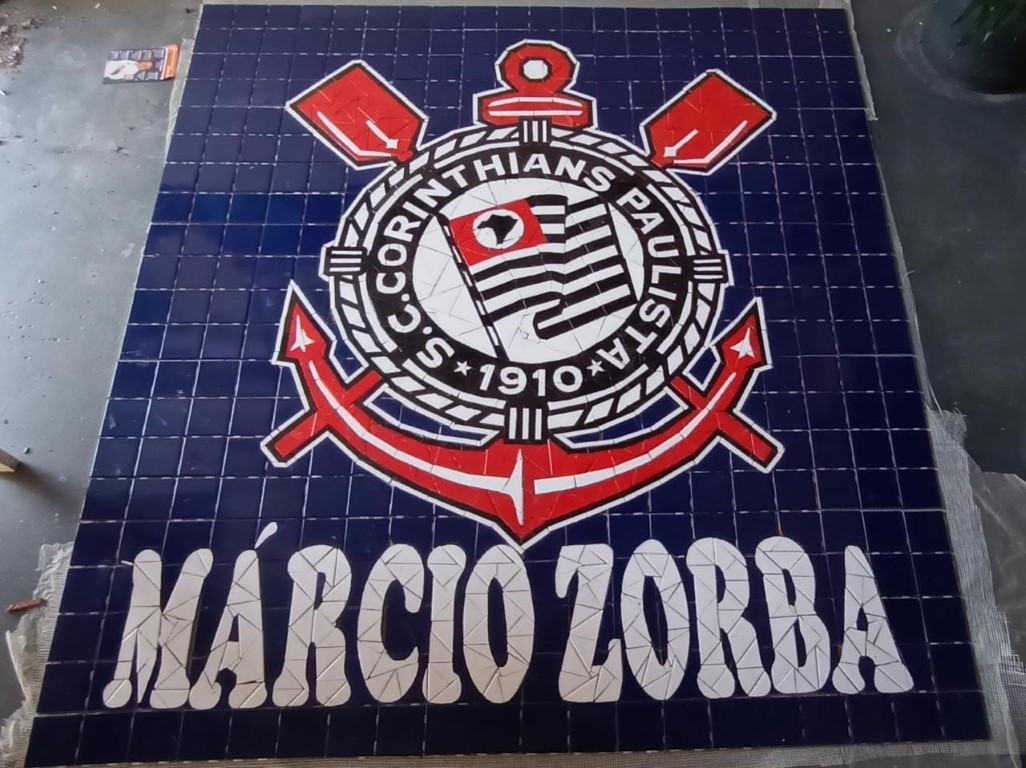 S.C.CORINTHIANS PAULISTA
1910
MÁRCIO ZORBA